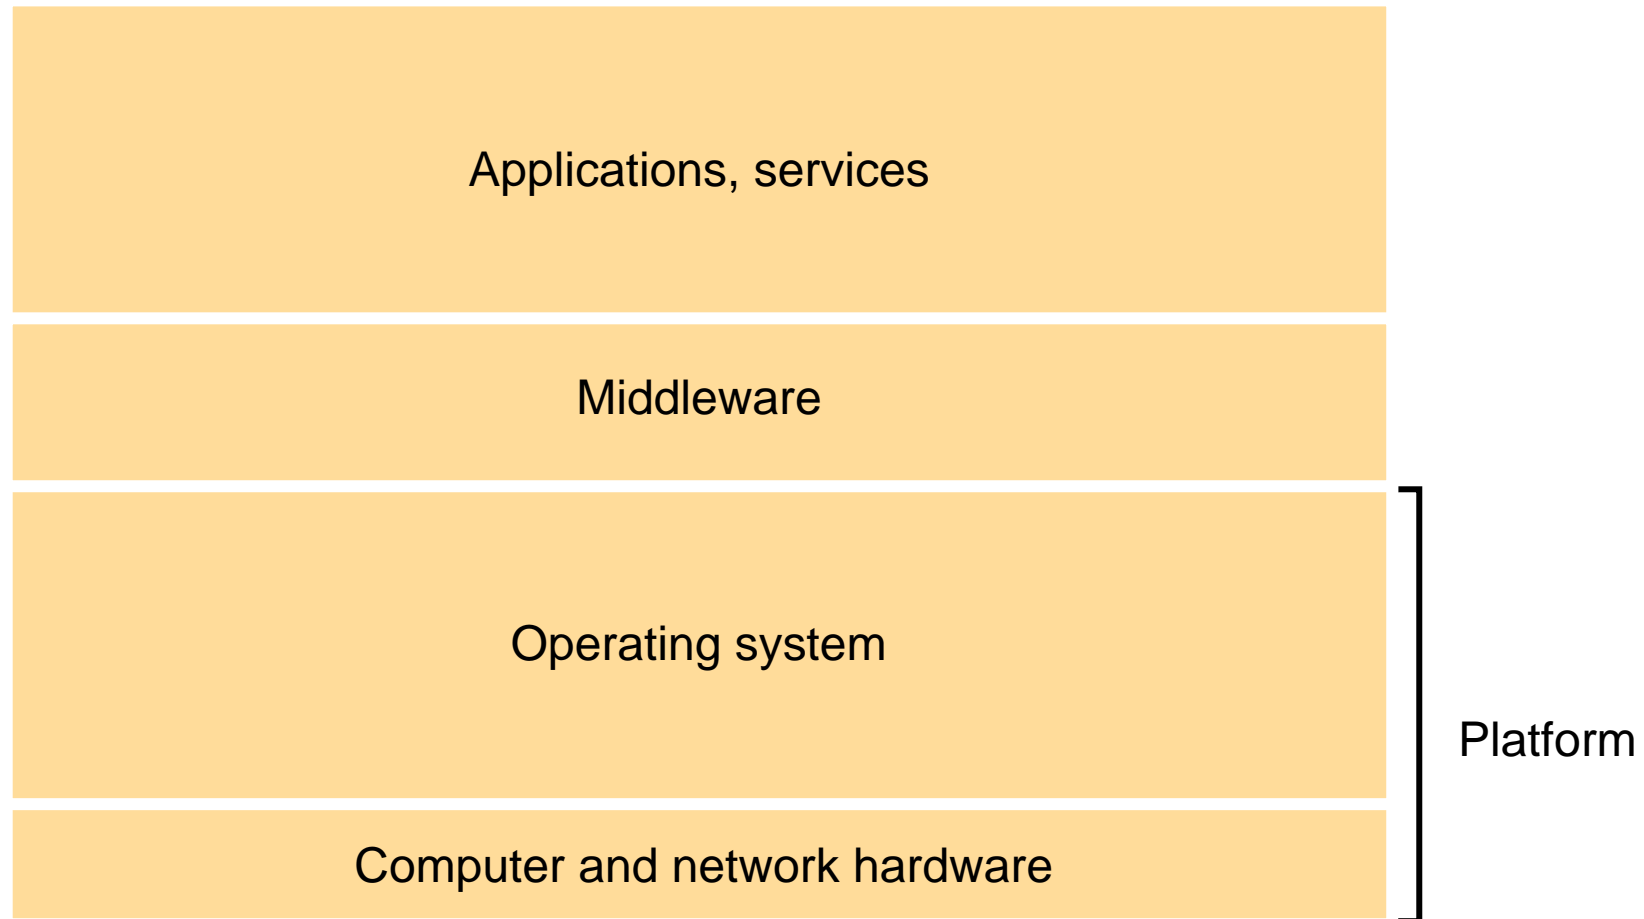 Applications, services
Middleware
Operating system
Platform
Computer and network hardware